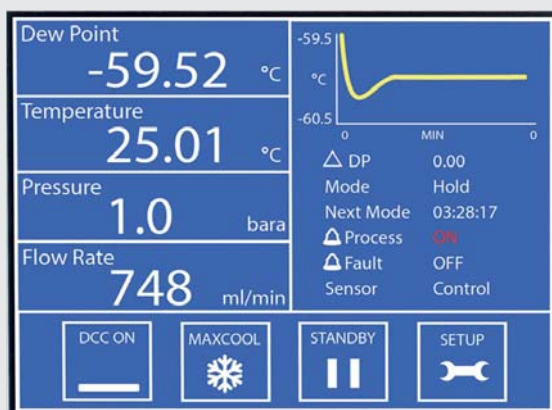 Dew Point
-59.52 °C
Temperature
25.01 °C
Pressure
1.0 bara
Flow Rate
748 ml/min
-59.5
°C
-60.5
0 MIN 0
△ DP 0.00
Mode Hold
Next Mode 03:28:17
Process ON
Fault OFF
Sensor Control
DCC ON
MAXCOOL
STANDBY
SETUP